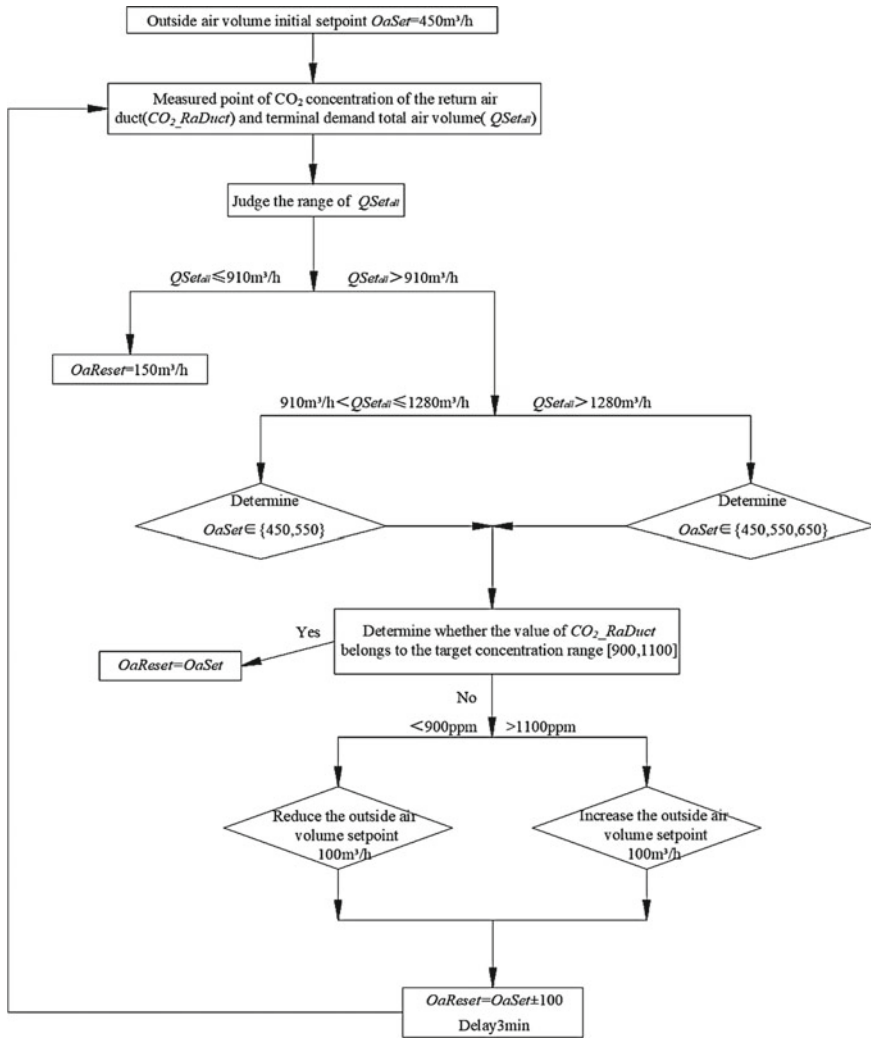 Outside air volume initial setpoint OaSet=450m³/h
Measured point of CO₂ concentration of the return air
duct(CO₂_RaDuct) and terminal demand total air volume( QSetall)
Judge the range of QSetall
QSetall≤910m³/h
QSetall>910m³/h
OaReset=150m³/h
910m³/h<QSetall≤1280m³/h
QSetall>1280m³/h
Determine
OaSet∈{450,550}
Determine
OaSet∈{450,550,650}
Yes
Determine whether the value of CO₂_RaDuct
belongs to the target concentration range [900,1100]
OaReset=OaSet
No
<900ppm
>1100ppm
Reduce the outside air
volume setpoint
100m³/h
Increase the outside air
volume setpoint
100m³/h
OaReset=OaSet±100
Delay3min